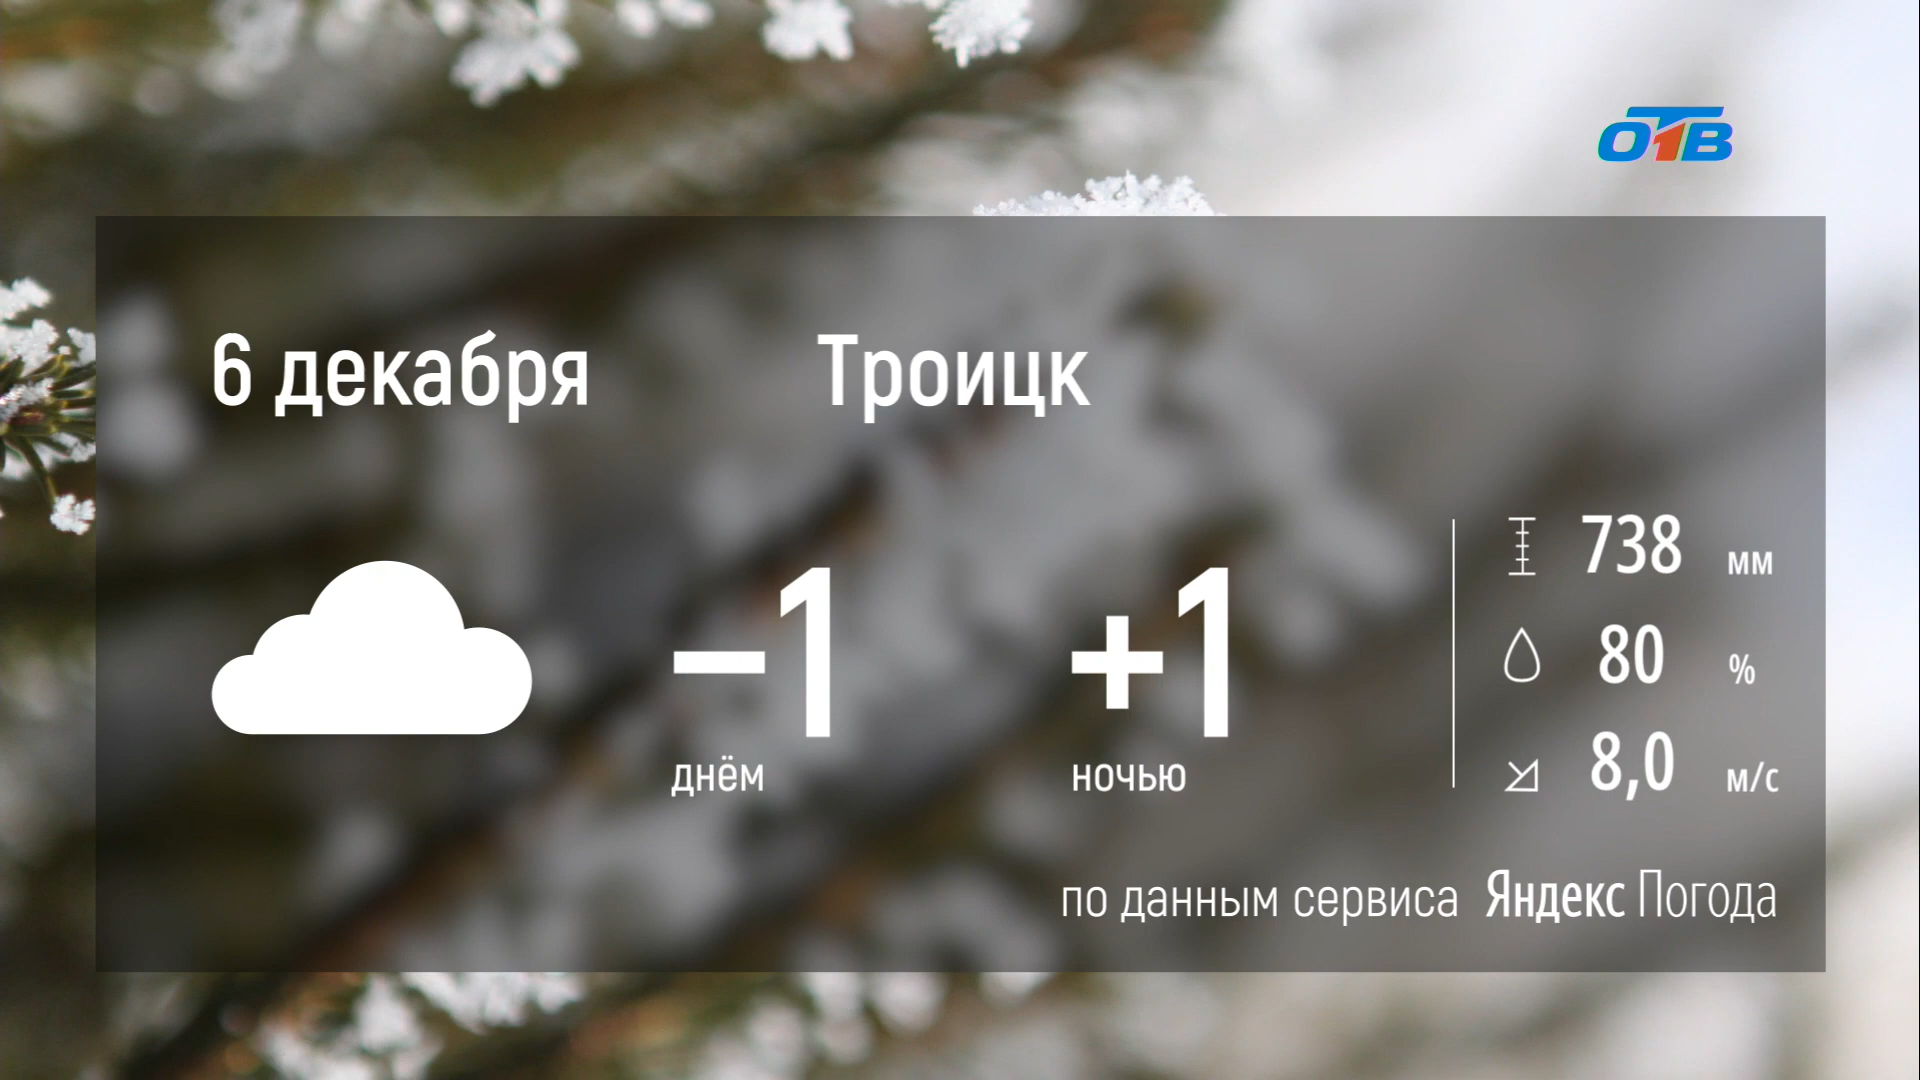 ОТВ
6 декабря Троицк
−1 +1
днём ночью
738 мм
80 %
8,0 м/с
по данным сервиса Яндекс Погода